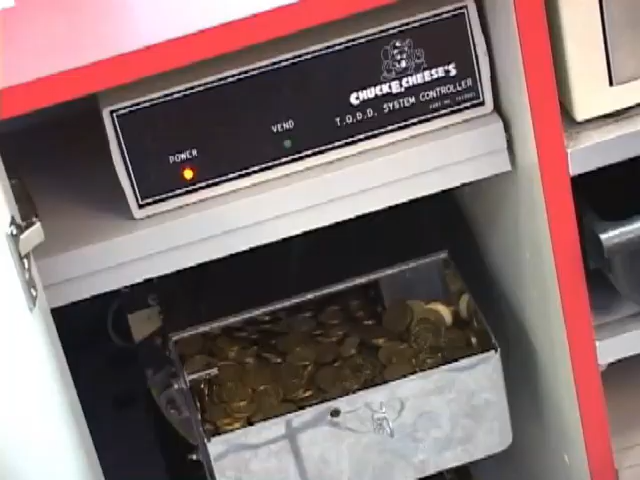 CHUCK E. CHEESE'S
T.O.D.D. SYSTEM CONTROLLER
VEND
POWER